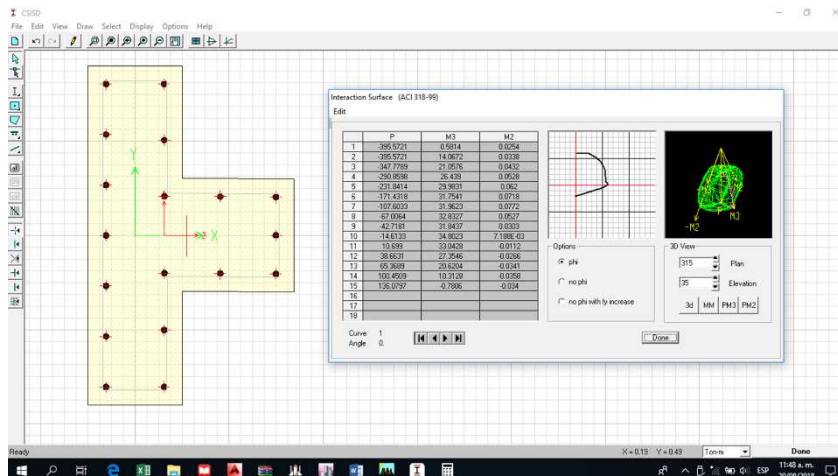 CSISD
File Edit View Draw Select Display Options Help
Y
X
Interaction Surface (ACI 318-99)
Edit
P M3 M2
1 -395.5721 0.5814 0.0254
2 -395.5721 14.0672 0.0338
3 -347.7789 21.0576 0.0432
4 -290.8598 26.439 0.0528
5 -231.8414 29.9831 0.062
6 -171.4318 31.7541 0.0718
7 -107.6033 31.9623 0.0772
8 -67.0064 32.8327 0.0527
9 -42.7181 31.8437 0.0303
10 -14.6133 34.8023 7.188E-03
11 10.699 33.0428 -0.0112
12 38.6631 27.3546 -0.0266
13 65.3689 20.6204 -0.0341
14 100.4509 10.3128 -0.0358
15 136.0797 -0.7806 -0.034
16
17
18
Curve 1
Angle 0.
-M2 M3
Options
phi
no phi
no phi with fy increase
3D View
315 Plan
35 Elevation
3d MM PM3 PM2
Done
Ready
X = 0.19 Y = 0.49 Ton-m Done
ESP 11:48 a. m.
20/08/2018